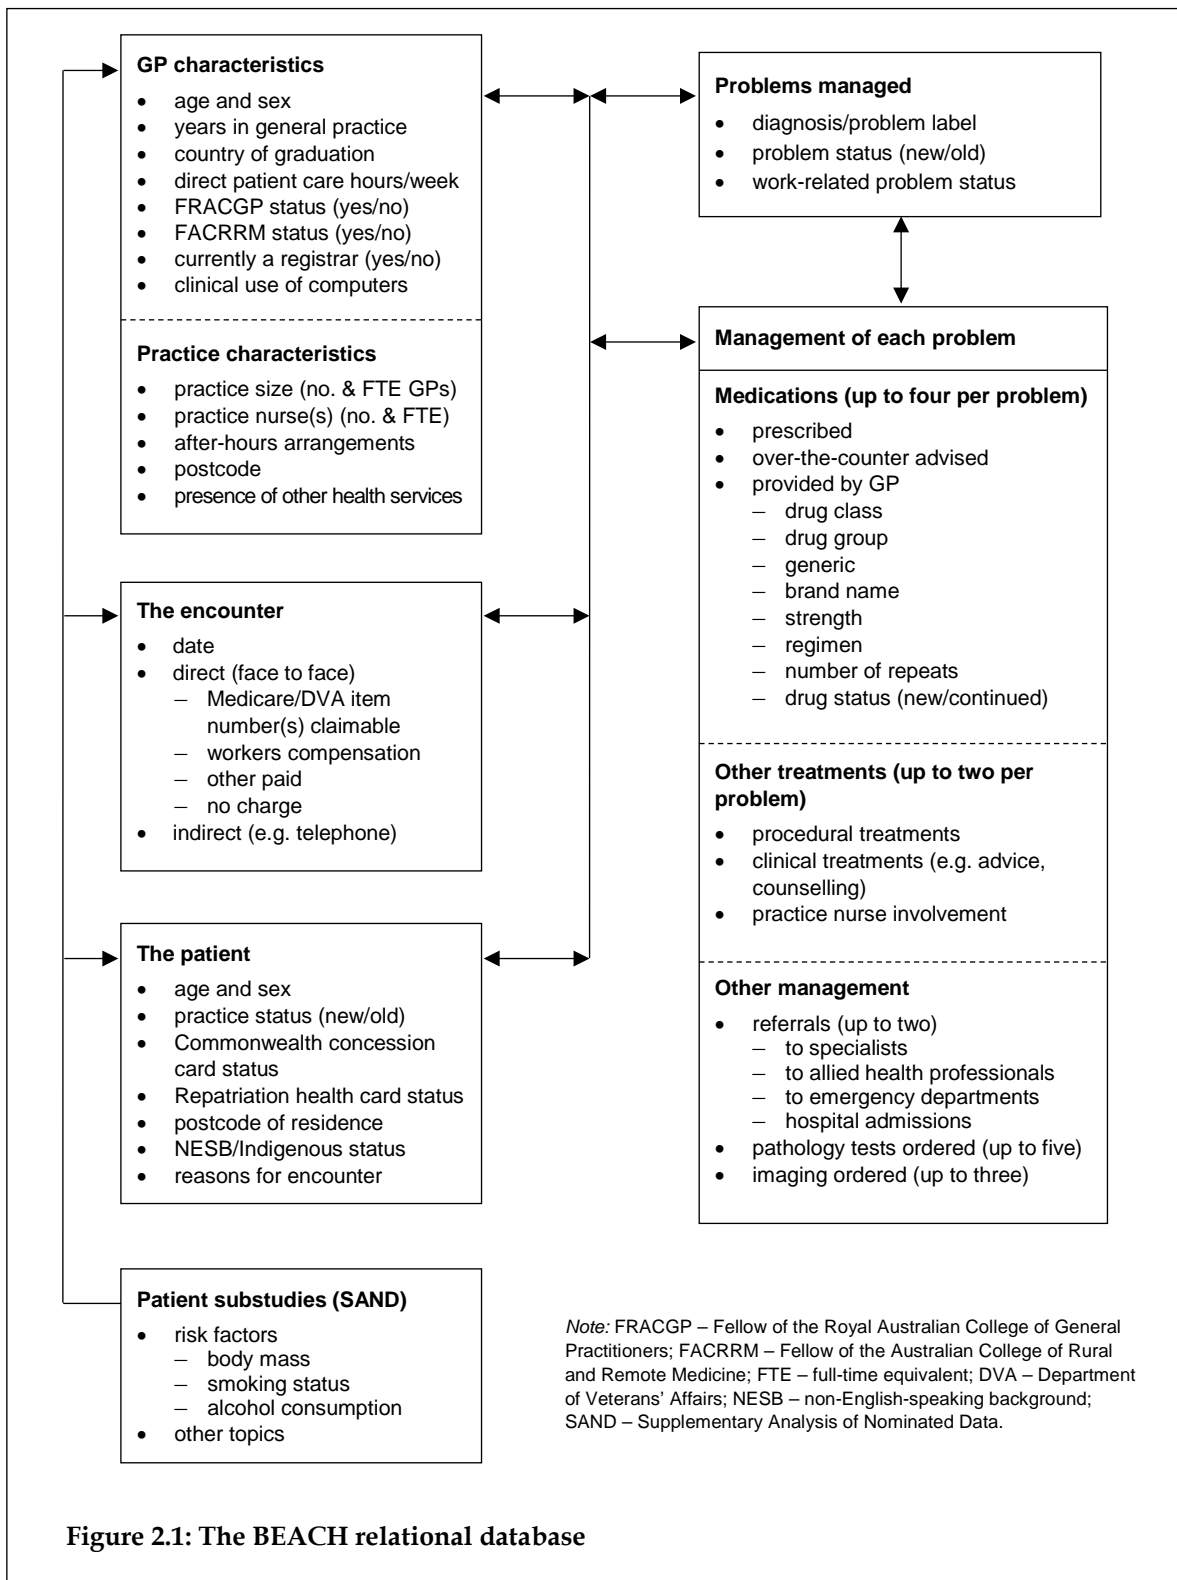 GP characteristics
• age and sex
• years in general practice
• country of graduation
• direct patient care hours/week
• FRACGP status (yes/no)
• FACRRM status (yes/no)
• currently a registrar (yes/no)
• clinical use of computers
Practice characteristics
• practice size (no. & FTE GPs)
• practice nurse(s) (no. & FTE)
• after-hours arrangements
• postcode
• presence of other health services
The encounter
• date
• direct (face to face)
– Medicare/DVA item
number(s) claimable
– workers compensation
– other paid
– no charge
• indirect (e.g. telephone)
The patient
• age and sex
• practice status (new/old)
• Commonwealth concession
card status
• Repatriation health card status
• postcode of residence
• NESB/Indigenous status
• reasons for encounter
Patient substudies (SAND)
• risk factors
– body mass
– smoking status
– alcohol consumption
• other topics
Problems managed
• diagnosis/problem label
• problem status (new/old)
• work-related problem status
Management of each problem
Medications (up to four per problem)
• prescribed
• over-the-counter advised
• provided by GP
– drug class
– drug group
– generic
– brand name
– strength
– regimen
– number of repeats
– drug status (new/continued)
Other treatments (up to two per
problem)
• procedural treatments
• clinical treatments (e.g. advice,
counselling)
• practice nurse involvement
Other management
• referrals (up to two)
– to specialists
– to allied health professionals
– to emergency departments
– hospital admissions
• pathology tests ordered (up to five)
• imaging ordered (up to three)
Note: FRACGP – Fellow of the Royal Australian College of General
Practitioners; FACRRM – Fellow of the Australian College of Rural
and Remote Medicine; FTE – full-time equivalent; DVA – Department
of Veterans' Affairs; NESB – non-English-speaking background;
SAND – Supplementary Analysis of Nominated Data.
Figure 2.1: The BEACH relational database